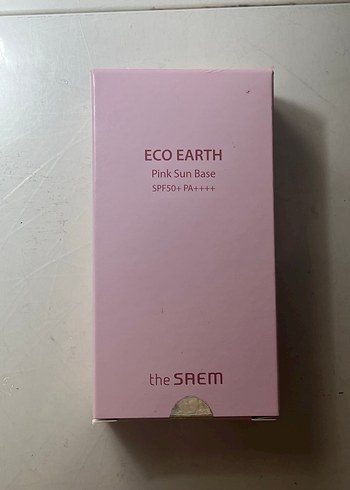 ECO EARTH
Pink Sun Base
SPF50+ PA++++
the SAEM